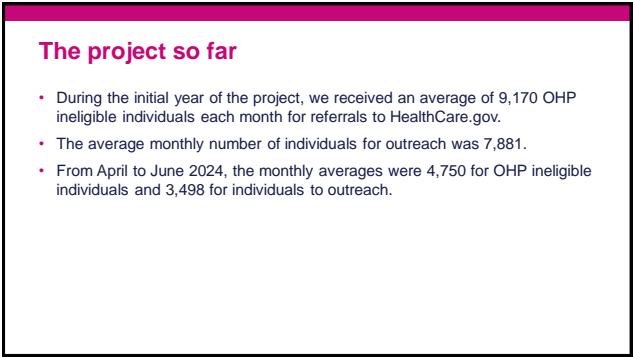 The project so far
• During the initial year of the project, we received an average of 9,170 OHP
ineligible individuals each month for referrals to HealthCare.gov.
• The average monthly number of individuals for outreach was 7,881.
• From April to June 2024, the monthly averages were 4,750 for OHP ineligible
individuals and 3,498 for individuals to outreach.